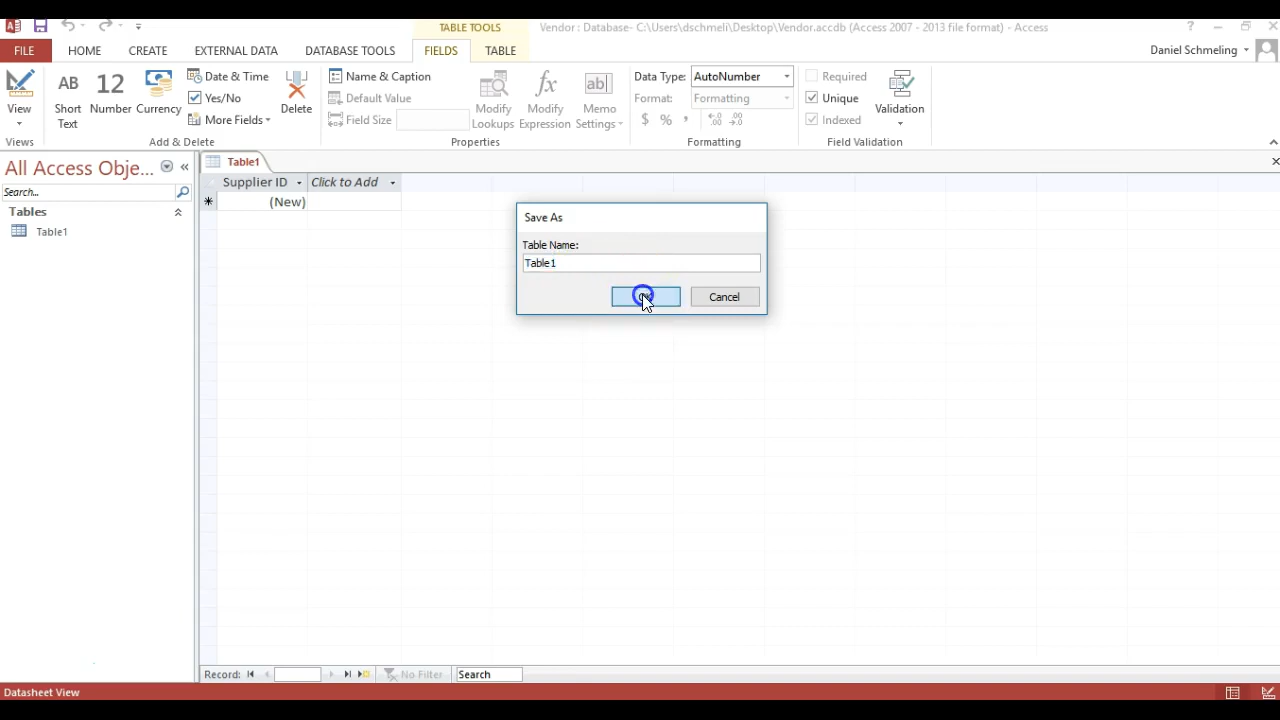 TABLE TOOLS
Vendor : Database- C:\Users\dschmeli\Desktop\Vendor.accdb (Access 2007 - 2013 file format) - Access
?
FILE HOME CREATE EXTERNAL DATA DATABASE TOOLS FIELDS TABLE
Daniel Schmeling
View
Views
AB
Short
Text
12
Number
Currency
Date & Time
Yes/No
More Fields
Delete
Add & Delete
Name & Caption
Default Value
Field Size
Modify
Lookups
fx
Modify
Expression
ab
Memo
Settings
Properties
Data Type: AutoNumber
Format: Formatting
$ % ,
Formatting
Required
Unique
Indexed
Validation
Field Validation
All Access Obje...
Search...
Tables
Table1
Table1
Supplier ID Click to Add
(New)
Save As
Table Name:
Table1
Cancel
Record: No Filter Search
Datasheet View